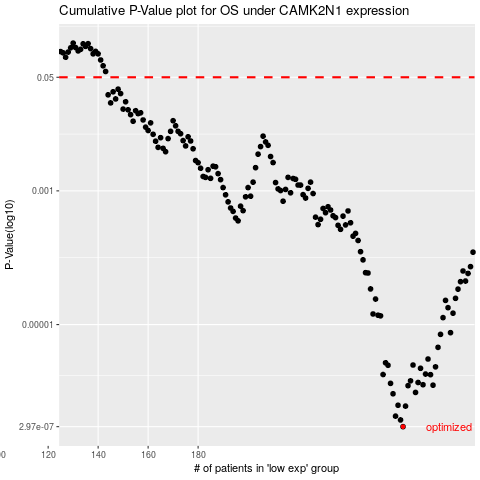 Cumulative P-Value plot for OS under CAMK2N1 expression
P-Value(log10)
0.05
0.001
0.00001
2.97e-07
optimized
00
120
140
160
180
# of patients in 'low exp' group